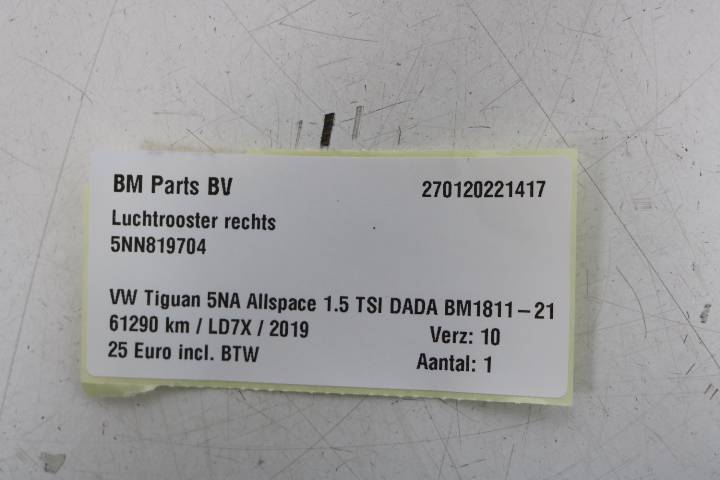 BM Parts BV 270120221417
Luchtrooster rechts
5NN819704
VW Tiguan 5NA Allspace 1.5 TSI DADA BM1811-21
61290 km / LD7X / 2019 Verz: 10
25 Euro incl. BTW Aantal: 1